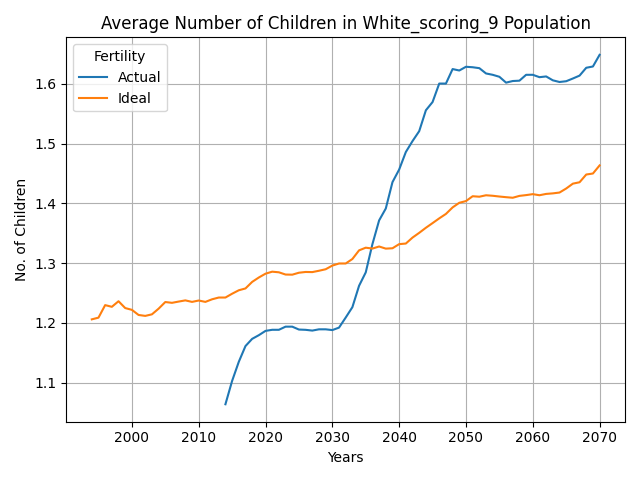 Average Number of Children in White_scoring_9 Population
Fertility
Actual
Ideal
No. of Children
1.6
1.5
1.4
1.3
1.2
1.1
2000 2010 2020 2030 2040 2050 2060 2070
Years